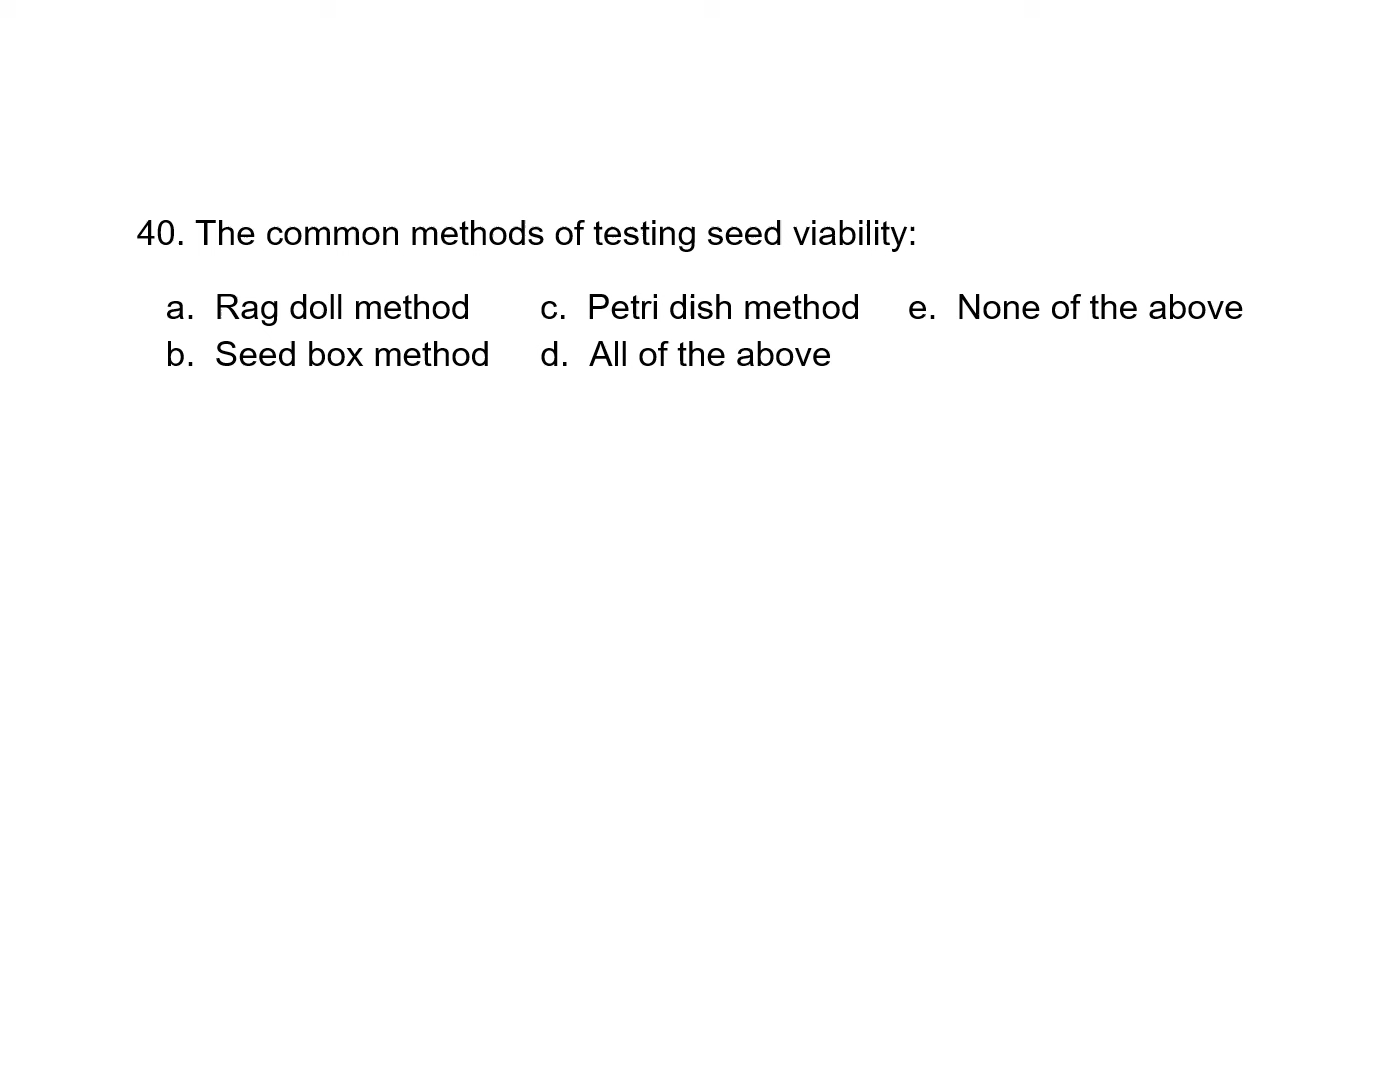 40. The common methods of testing seed viability:
a. Rag doll method c. Petri dish method e. None of the above
b. Seed box method d. All of the above